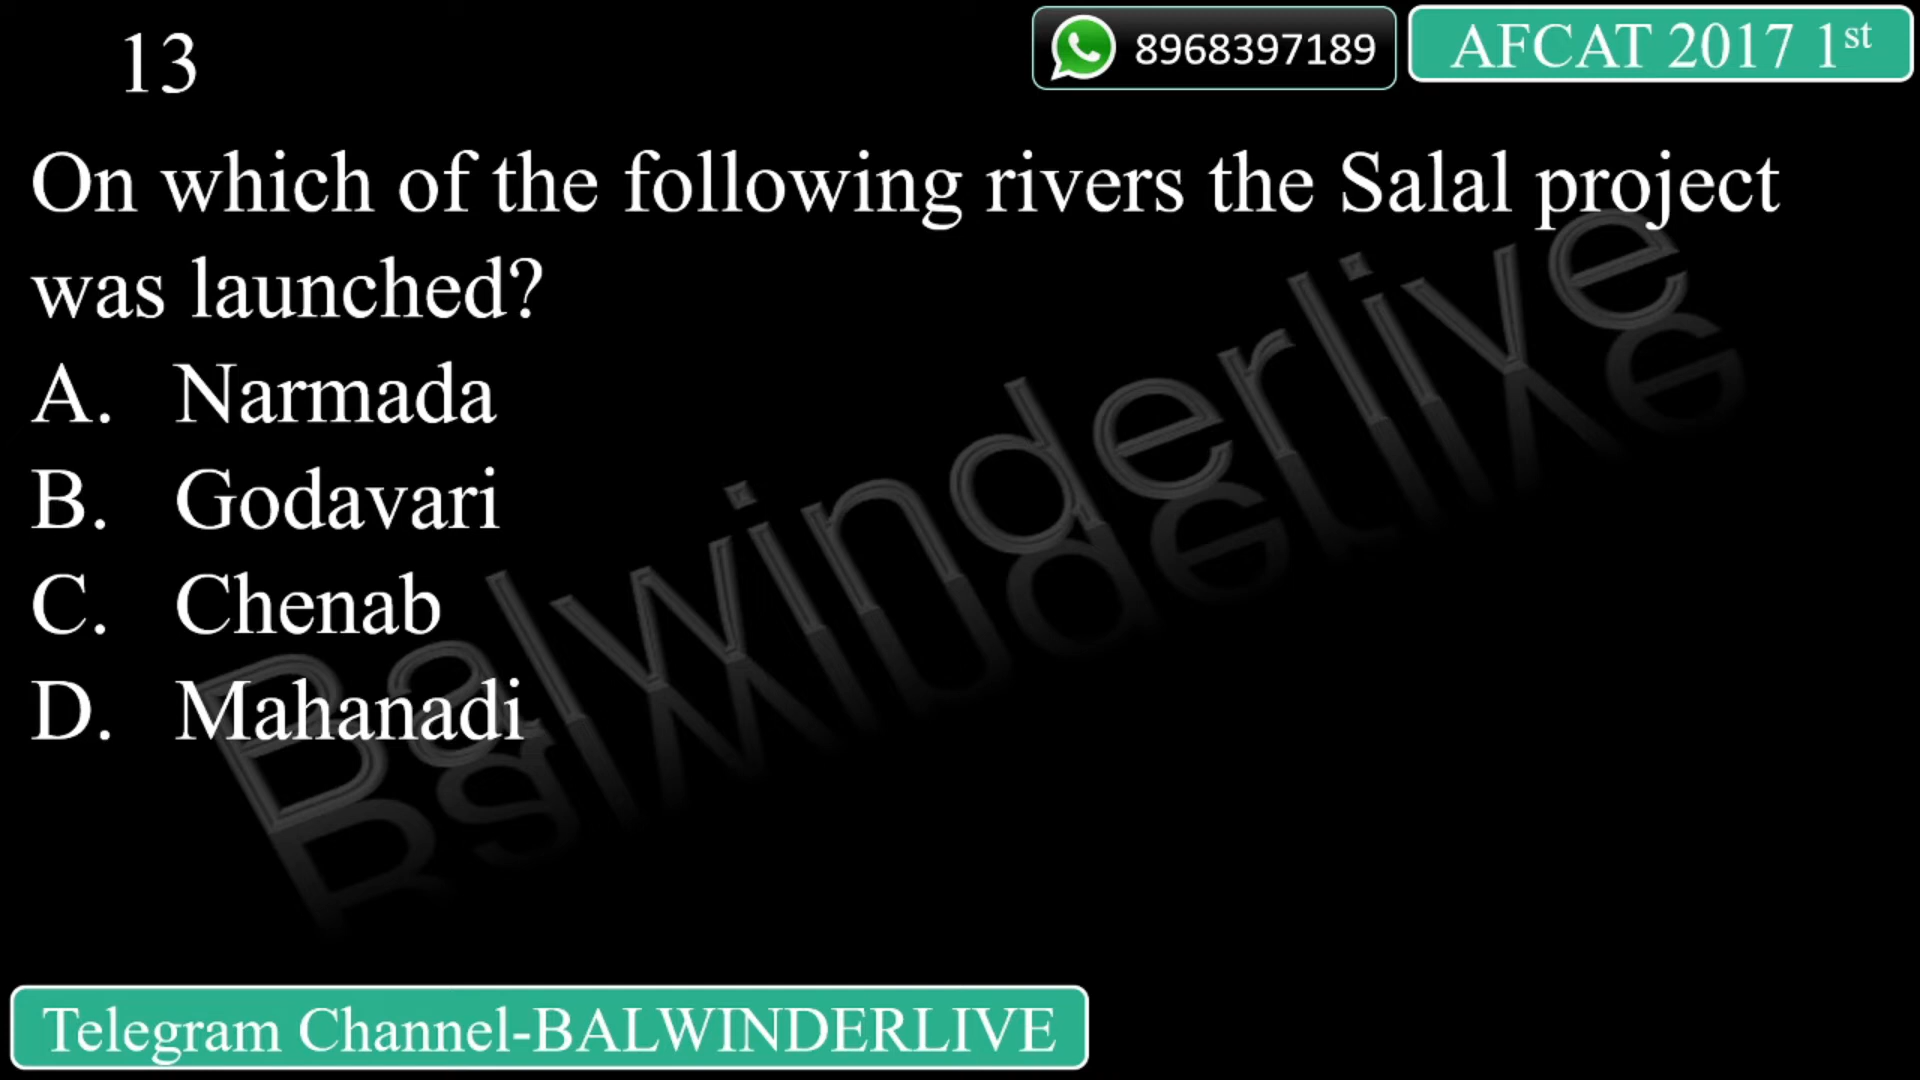 13
8968397189
AFCAT 2017 1st
On which of the following rivers the Salal project
was launched?
A. Narmada
B. Godavari
C. Chenab
D. Mahanadi
Balwinderlive
Telegram Channel-BALWINDERLIVE